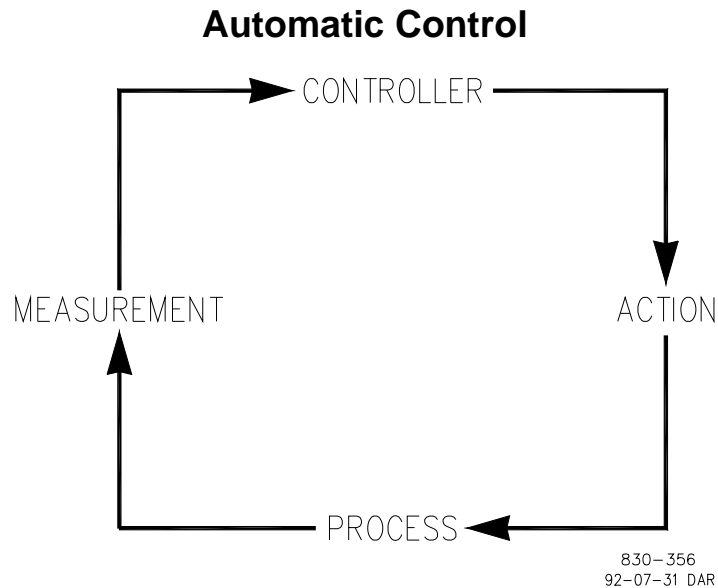 Automatic Control
CONTROLLER
MEASUREMENT
ACTION
PROCESS
830-356
92-07-31 DAR